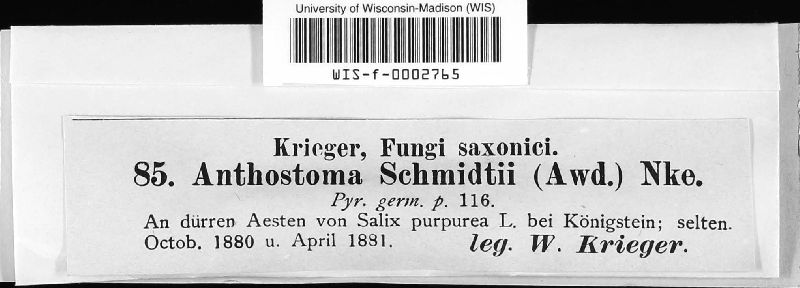 University of Wisconsin-Madison (WIS)
WIS-f-0002765
Krieger, Fungi saxonici.
85. Anthostoma Schmidtii (Awd.) Nke.
Pyr. germ. p. 116.
An dürren Aesten von Salix purpurea L. bei Königstein; selten.
Octob. 1880 u. April 1881. leg. W. Krieger.